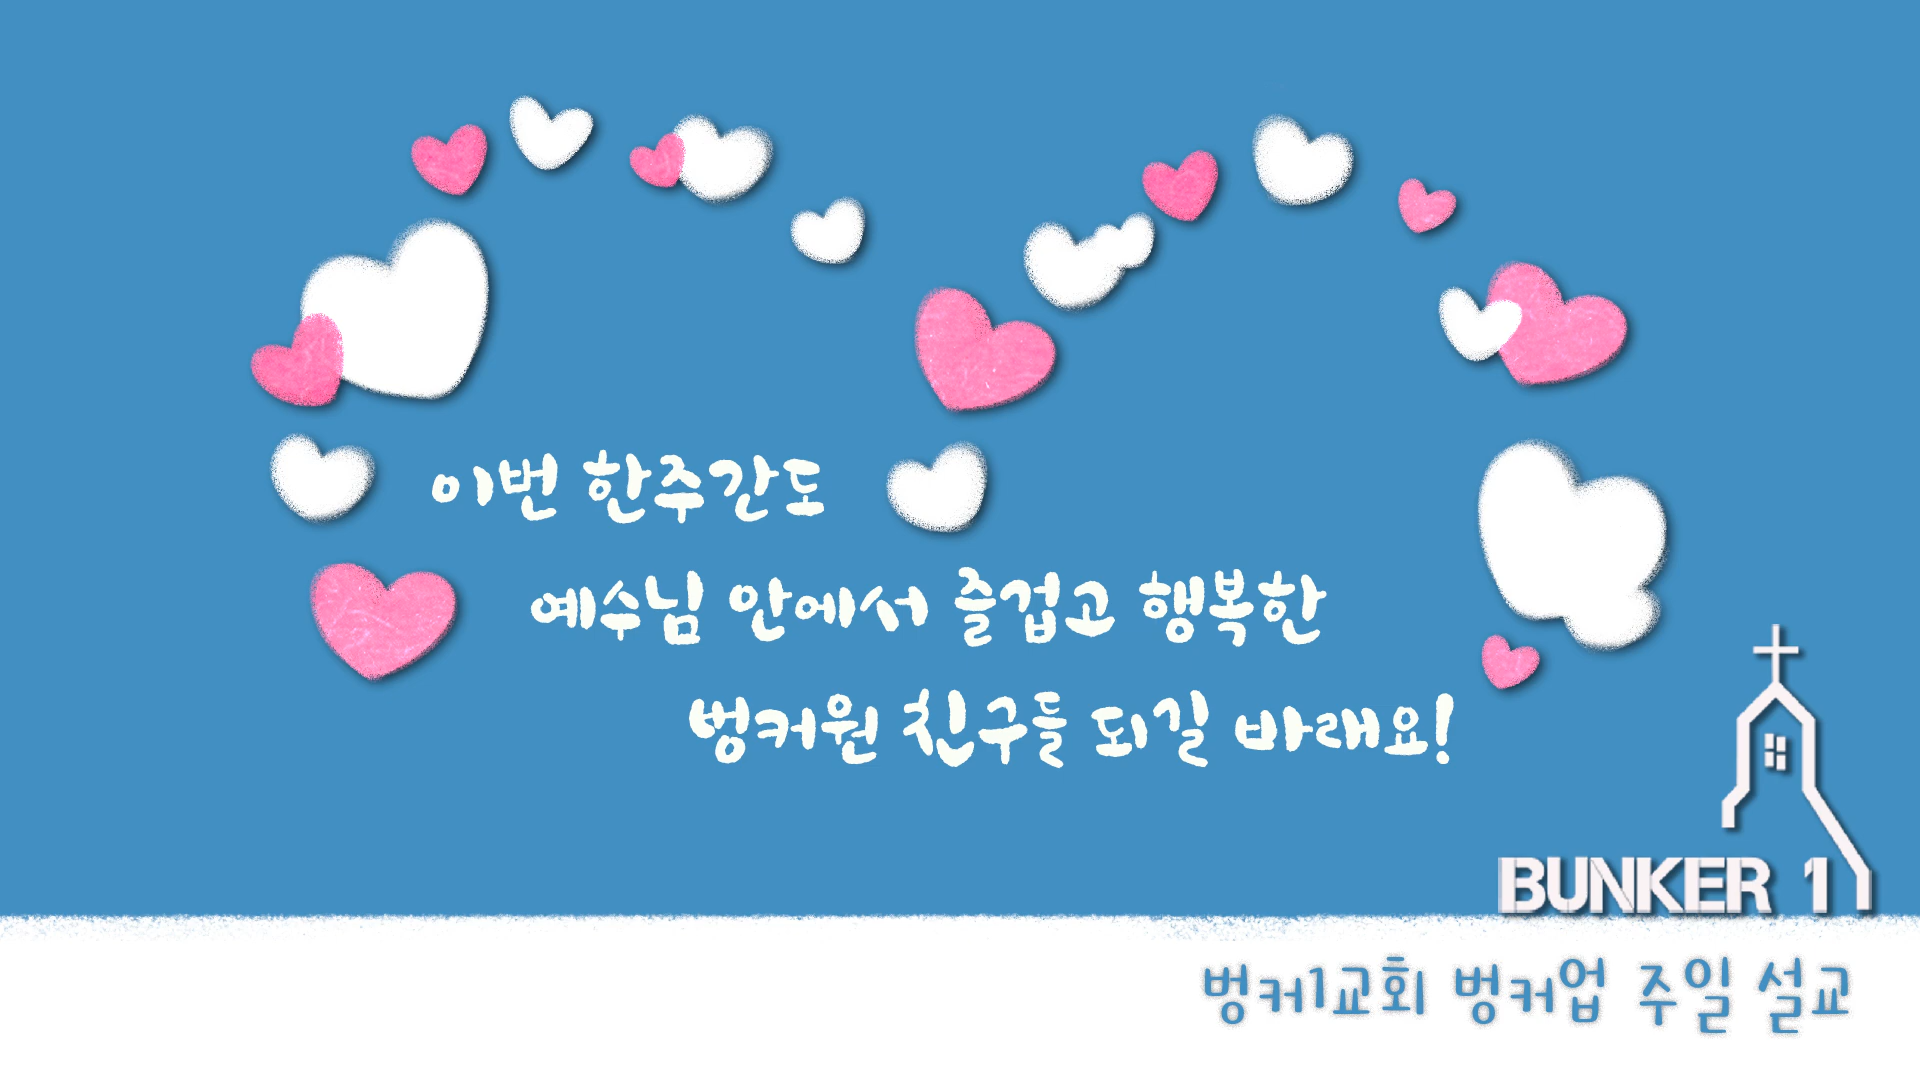 이번 한주간도
예수님 안에서 즐겁고 행복한
벙커원 친구들 되길 바래요!
BUNKER 1
벙커1교회 벙커업 주일 설교